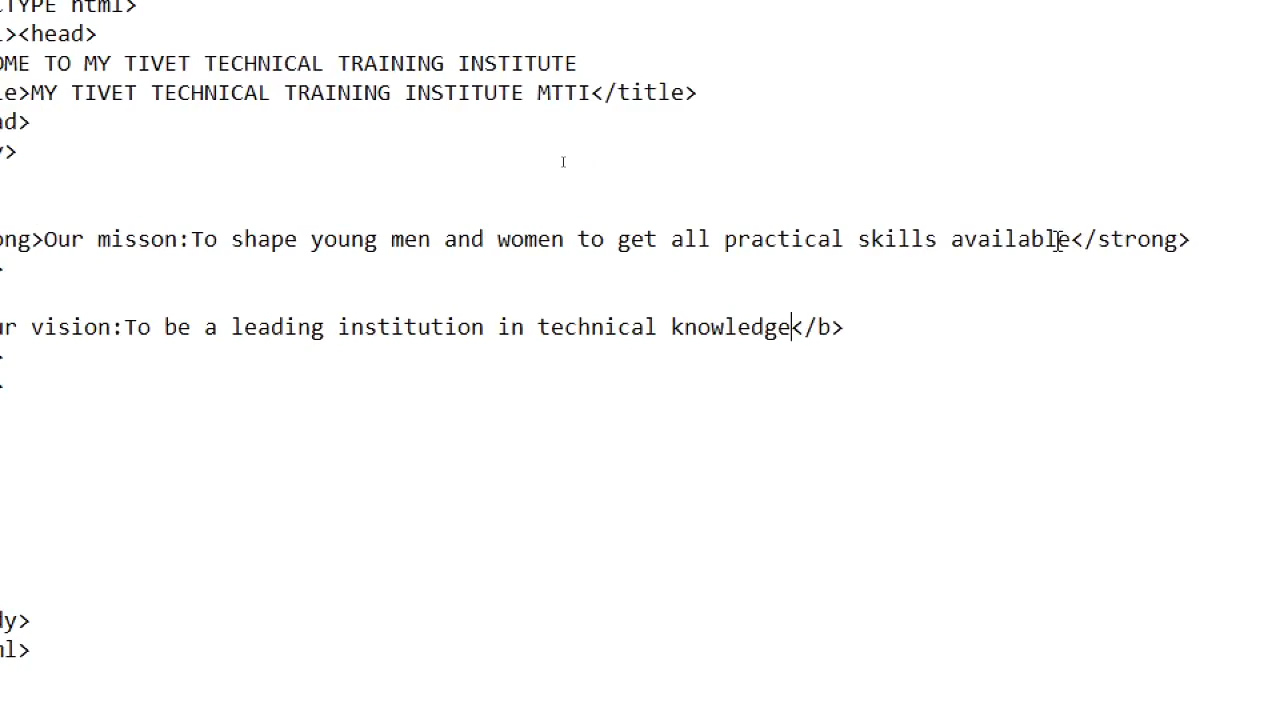 CTYPE html>
l><head>
OME TO MY TIVET TECHNICAL TRAINING INSTITUTE
le>MY TIVET TECHNICAL TRAINING INSTITUTE MTTI</title>
ad>
y>
ong>Our misson:To shape young men and women to get all practical skills available</strong>
>
ur vision:To be a leading institution in technical knowledge</b>
>
dy>
ml>